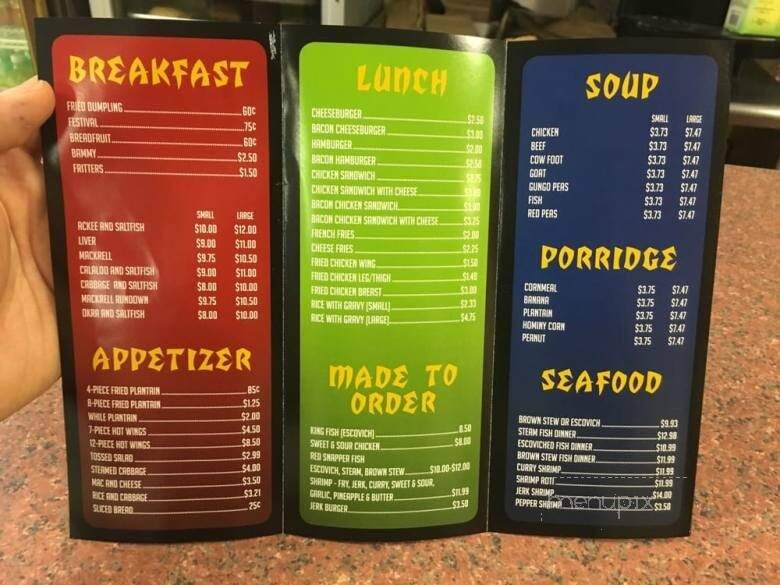 BREAKFAST
FRIED DUMPLING 60¢
FESTIVAL 75¢
BREADFRUIT 60¢
BAMMY $2.50
FRITTERS $1.50
SMALL LARGE
ACKEE AND SALTFISH $10.00 $12.00
LIVER $9.00 $11.00
MACKRELL $9.75 $10.50
CALALOO AND SALTFISH $9.00 $11.00
CABBAGE AND SALTFISH $8.00 $10.00
MACKRELL RUNDOWN $9.75 $10.50
OKRA AND SALTFISH $8.00 $10.00
APPETIZER
4-PIECE FRIED PLANTAIN 85¢
8-PIECE FRIED PLANTAIN $1.25
WHILE PLANTAIN $2.00
7-PIECE HOT WINGS $4.50
12-PIECE HOT WINGS $8.50
TOSSED SALAD $2.99
STEAMED CABBAGE $4.00
MAC AND CHEESE $3.50
RICE AND CABBAGE $3.21
SLICED BREAD 25¢
LUNCH
CHEESEBURGER $2.50
BACON CHEESEBURGER $3.00
HAMBURGER $2.00
BACON HAMBURGER $2.50
CHICKEN SANDWICH
CHICKEN SANDWICH WITH CHEESE
BACON CHICKEN SANDWICH
BACON CHICKEN SANDWICH WITH CHEESE $3.25
FRENCH FRIES $2.00
CHEESE FRIES $2.25
FRIED CHICKEN WING $1.50
FRIED CHICKEN LEG/THIGH $1.49
FRIED CHICKEN BREAST $3.00
RICE WITH GRAVY (SMALL) $2.33
RICE WITH GRAVY (LARGE) $4.75
MADE TO
ORDER
KING FISH (ESCOVICH) 8.50
SWEET & SOUR CHICKEN $8.00
RED SNAPPER FISH
ESCOVICH, STEAM, BROWN STEW $10.00-$12.00
SHRIMP - FRY, JERK, CURRY, SWEET & SOUR,
GARLIC, PINEAPPLE & BUTTER $11.99
JERK BURGER $3.50
SOUP
SMALL LARGE
CHICKEN $3.73 $7.47
BEEF $3.73 $7.47
COW FOOT $3.73 $7.47
GOAT $3.73 $7.47
GUNGO PEAS $3.73 $7.47
FISH $3.73 $7.47
RED PEAS $3.73 $7.47
PORRIDGE
CORNMEAL $3.75 $7.47
BANANA $3.75 $7.47
PLANTAIN $3.75 $7.47
HOMINY CORN $3.75 $7.47
PEANUT $3.75 $7.47
SEAFOOD
BROWN STEW OR ESCOVICH $9.93
STEAM FISH DINNER $12.98
ESCOVICHED FISH DINNER $10.99
BROWN STEW FISH DINNER $11.99
CURRY SHRIMP $11.99
SHRIMP ROTI $11.99
JERK SHRIMP $14.00
PEPPER SHRIMP $3.50
menupix